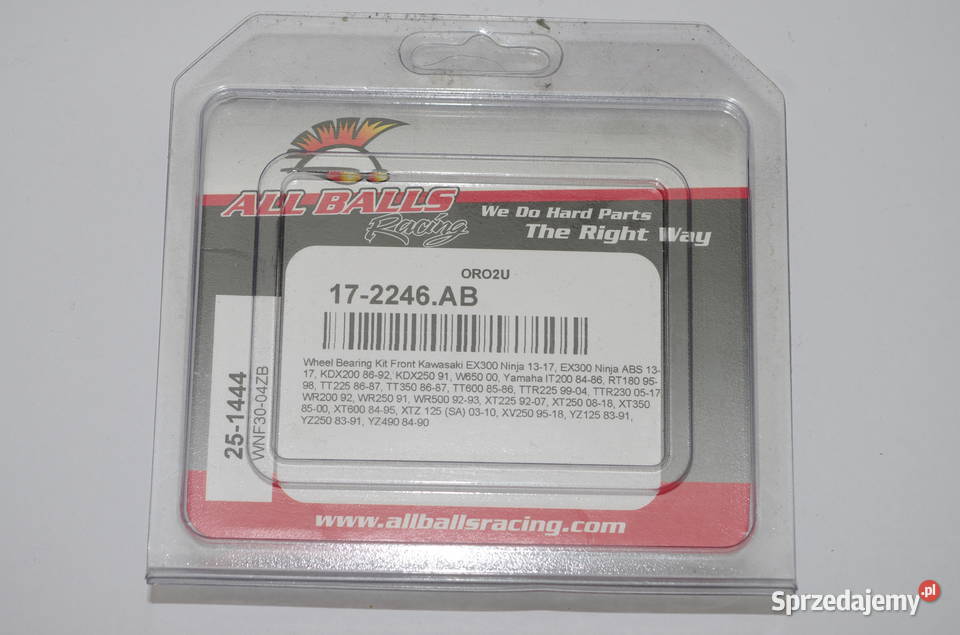 ALL BALLS
Racing
We Do Hard Parts
The Right Way
ORO2U
17-2246.AB
Wheel Bearing Kit Front Kawasaki EX300 Ninja 13-17, EX300 Ninja ABS 13-
17, KDX200 86-92, KDX250 91, W650 00, Yamaha IT200 84-86, RT180 95-
98, TT225 86-87, TT350 86-87, TT600 85-86, TTR225 99-04, TTR230 05-17,
WR200 92, WR250 91, WR500 92-93, XT225 92-07, XT250 08-18, XT350
85-00, XT600 84-95, XTZ 125 (SA) 03-10, XV250 95-18, YZ125 83-91,
YZ250 83-91, YZ490 84-90
25-1444
WNF30-04ZB
www.allballsracing.com
Sprzedajemy.pl